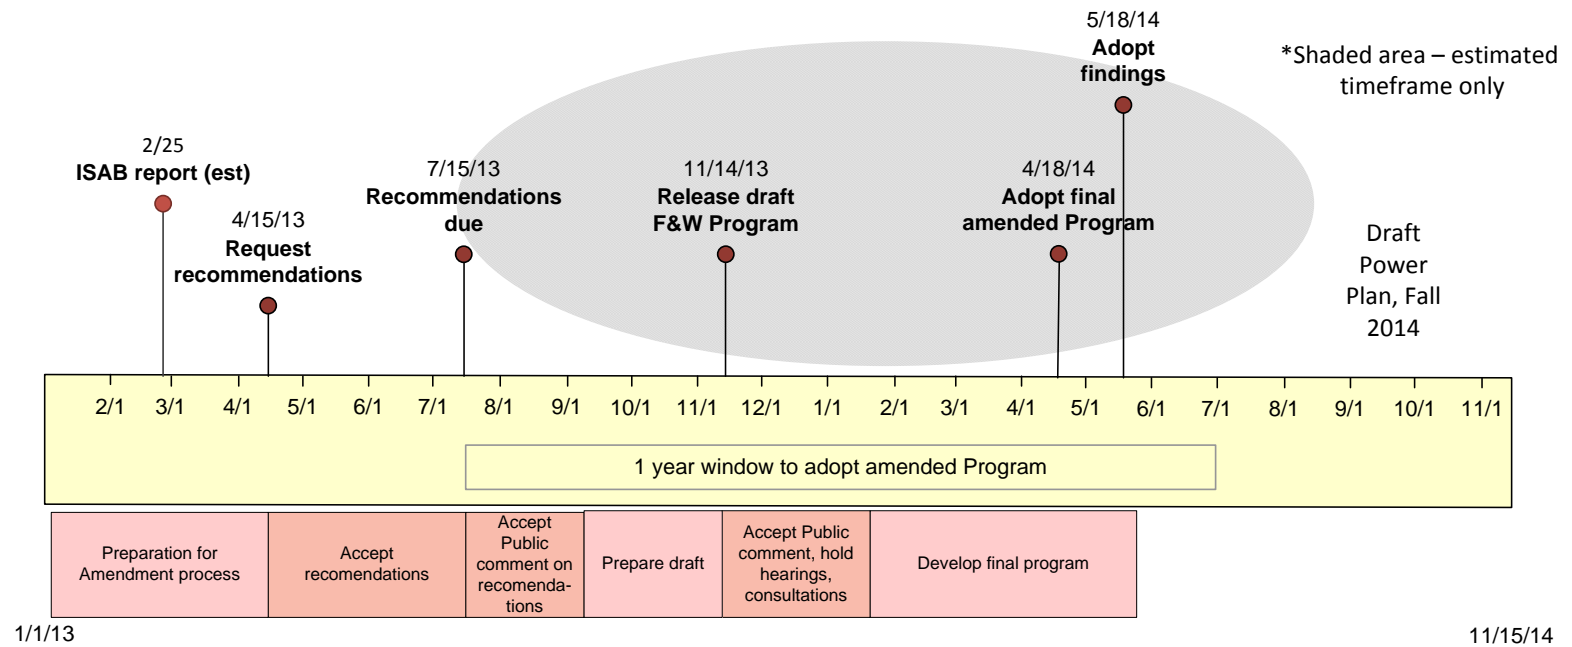 5/18/14
Adopt
findings
*Shaded area – estimated
timeframe only
2/25
ISAB report (est)
4/15/13
Request
recommendations
7/15/13
Recommendations
due
11/14/13
Release draft
F&W Program
4/18/14
Adopt final
amended Program
Draft
Power
Plan, Fall
2014
2/1 3/1 4/1 5/1 6/1 7/1 8/1 9/1 10/1 11/1 12/1 1/1 2/1 3/1 4/1 5/1 6/1 7/1 8/1 9/1 10/1 11/1
1 year window to adopt amended Program
Preparation for
Amendment process
Accept
recomendations
Accept
Public
comment on
recomenda-
tions
Prepare draft
Accept Public
comment, hold
hearings,
consultations
Develop final program
1/1/13
11/15/14